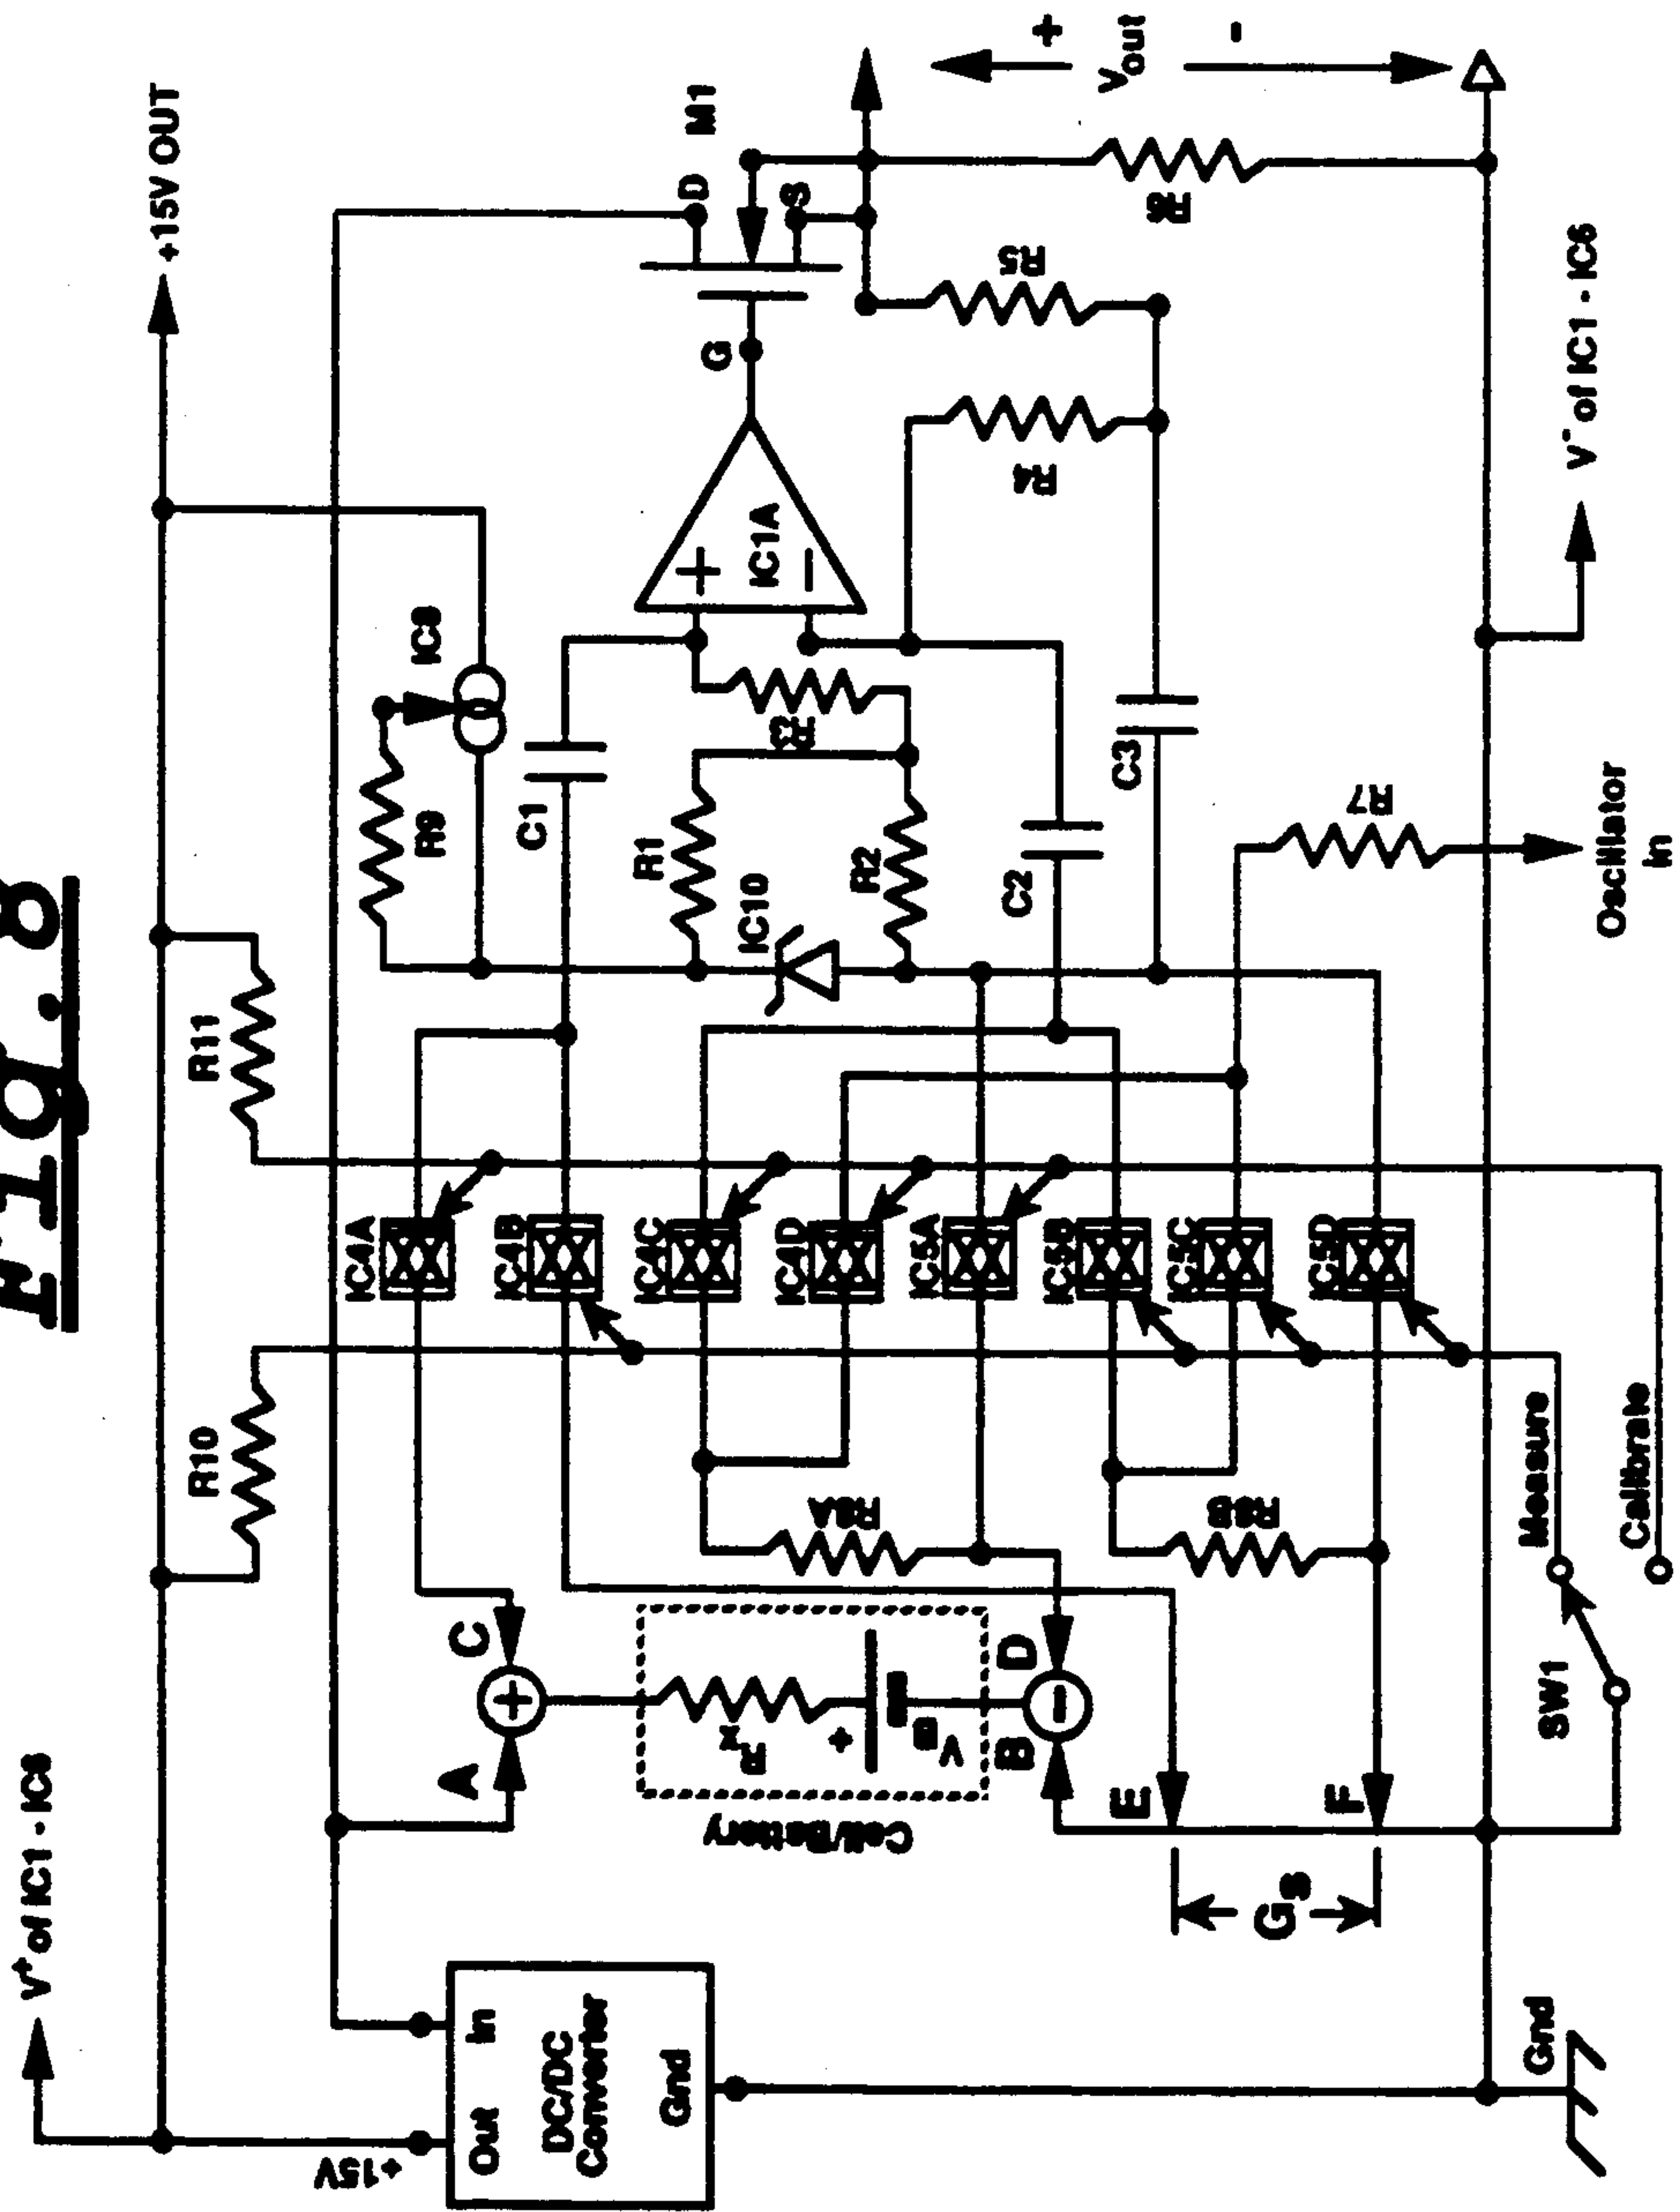 Fig. 8
V+ of IC1 - IC8
+15V
+15V OUT
Out
In
DC/DC
Converter
Gnd
R10
R11
A
C
Cell/Battery
Rx
+
VB
B
D
E
F
GS
Gnd
SW1
Measure
Calibrate
R8A
R8B
IC4A
IC4B
IC4C
IC4D
IC5A
IC5B
IC5C
IC5D
R9
IC8
C1
R1
IC10
R2
R3
C2
C3
R7
Oscillator
In
IC1A
+
−
G
D
S
M1
R4
R5
R6
+
Vout
-
V- of IC1 - IC6